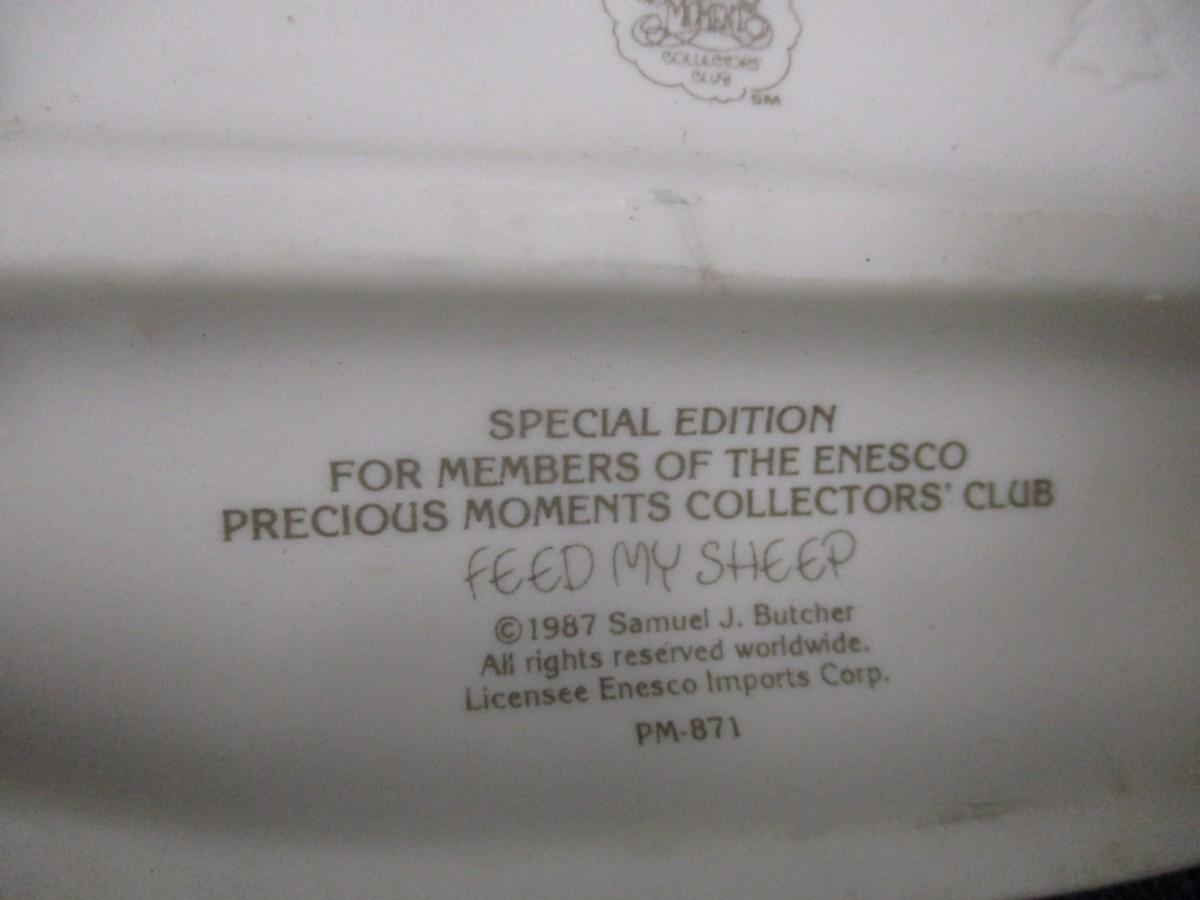 MOMENTS
COLLECTORS'
CLUB
SM
SPECIAL EDITION
FOR MEMBERS OF THE ENESCO
PRECIOUS MOMENTS COLLECTORS' CLUB
FEED MY SHEEP
©1987 Samuel J. Butcher
All rights reserved worldwide.
Licensee Enesco Imports Corp.
PM-871